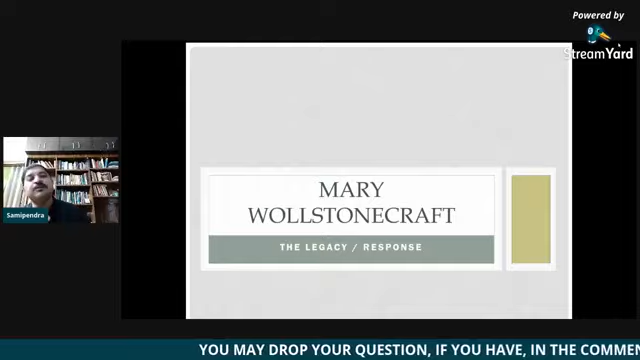 Powered by
StreamYard
MARY
WOLLSTONECRAFT
THE LEGACY / RESPONSE
Samipendra
YOU MAY DROP YOUR QUESTION, IF YOU HAVE, IN THE COMMEN